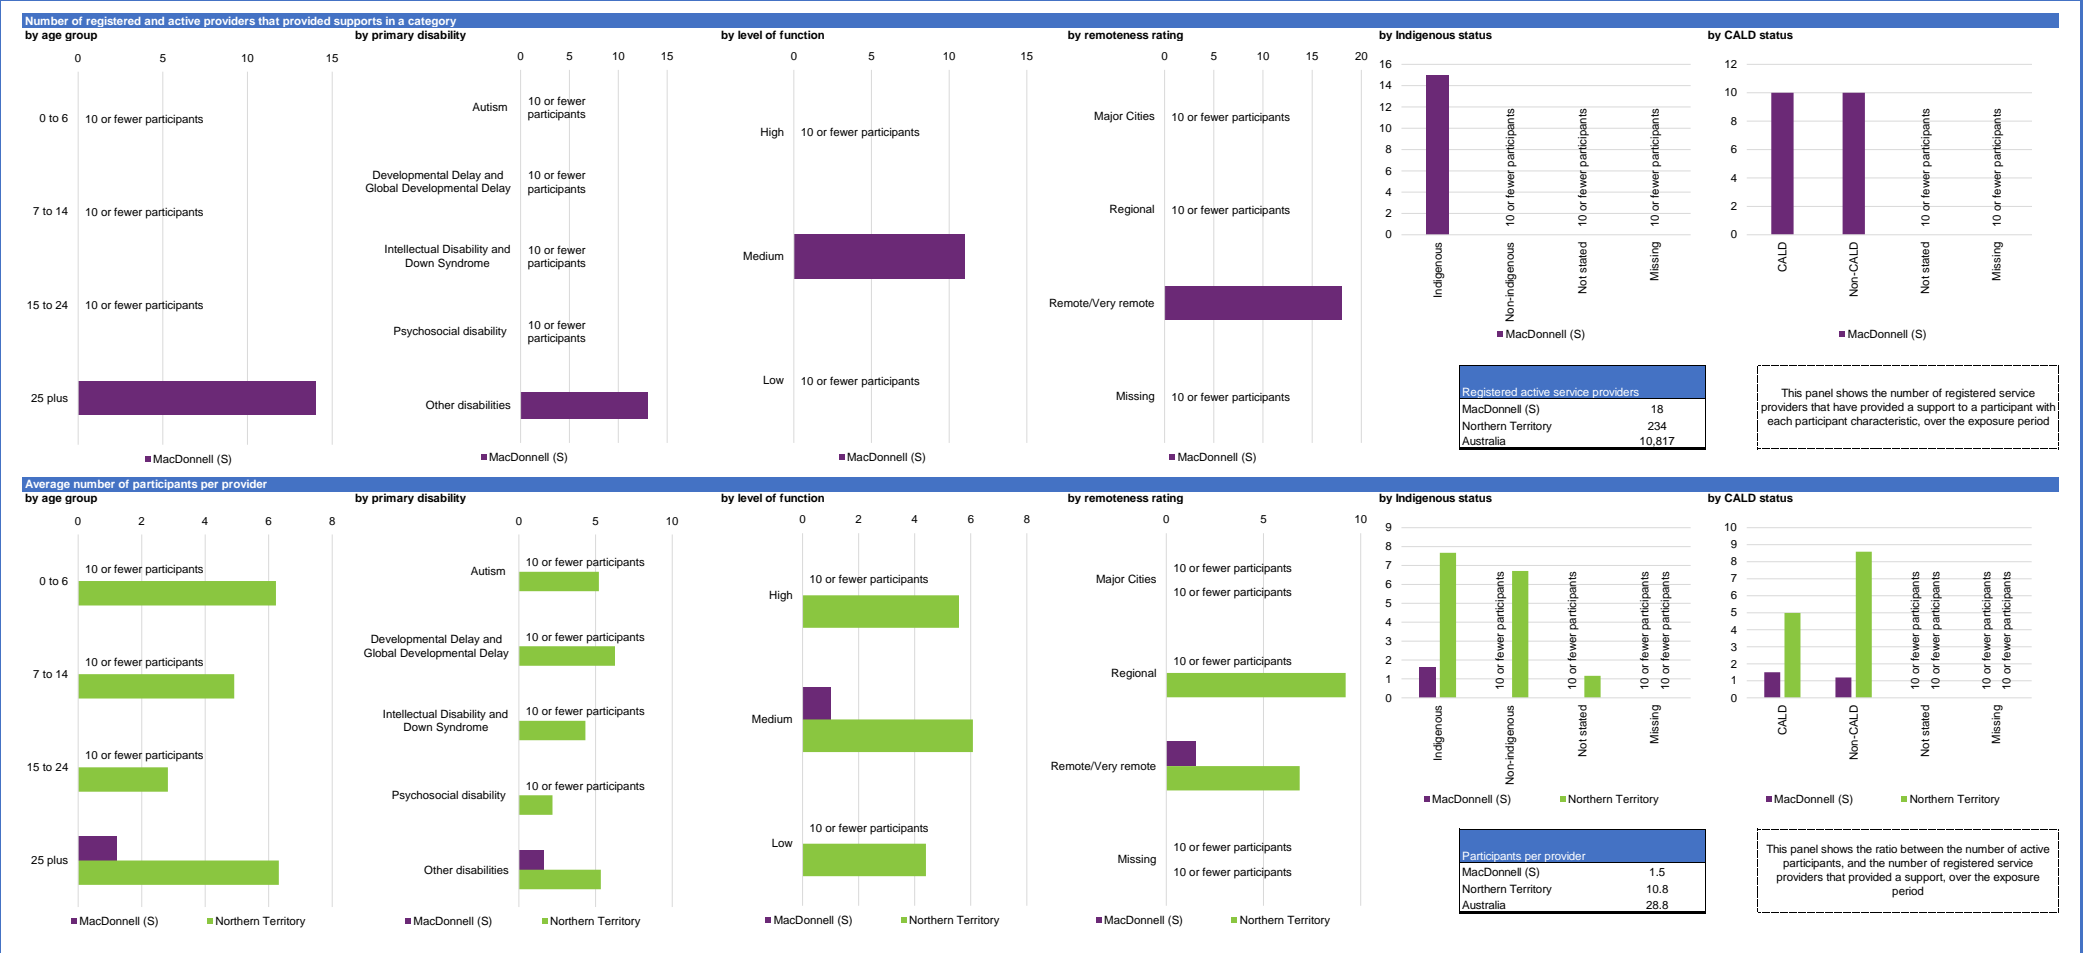 Number of registered and active providers that provided supports in a category
by age group
0 5 10 15
0 to 6
10 or fewer participants
7 to 14
10 or fewer participants
15 to 24
10 or fewer participants
25 plus
MacDonnell (S)
by primary disability
0 5 10 15
Autism
10 or fewer
participants
Developmental Delay and
Global Developmental Delay
10 or fewer
participants
Intellectual Disability and
Down Syndrome
10 or fewer
participants
Psychosocial disability
10 or fewer
participants
Other disabilities
MacDonnell (S)
by level of function
0 5 10 15
High
10 or fewer participants
Medium
Low
10 or fewer participants
MacDonnell (S)
by remoteness rating
0 5 10 15 20
Major Cities
10 or fewer participants
Regional
10 or fewer participants
Remote/Very remote
Missing
10 or fewer participants
MacDonnell (S)
by Indigenous status
16
14
12
10
8
6
4
2
0
10 or fewer participants
10 or fewer participants
10 or fewer participants
Indigenous
Non-indigenous
Not stated
Missing
MacDonnell (S)
by CALD status
12
10
8
6
4
2
0
10 or fewer participants
10 or fewer participants
CALD
Non-CALD
Not stated
Missing
MacDonnell (S)
Registered active service providers
MacDonnell (S) 18
Northern Territory 234
Australia 10,817
This panel shows the number of registered service
providers that have provided a support to a participant with
each participant characteristic, over the exposure period
Average number of participants per provider
by age group
0 2 4 6 8
0 to 6
10 or fewer participants
7 to 14
10 or fewer participants
15 to 24
10 or fewer participants
25 plus
MacDonnell (S) Northern Territory
by primary disability
0 5 10
Autism
10 or fewer participants
Developmental Delay and
Global Developmental Delay
10 or fewer participants
Intellectual Disability and
Down Syndrome
10 or fewer participants
Psychosocial disability
10 or fewer participants
Other disabilities
MacDonnell (S) Northern Territory
by level of function
0 2 4 6 8
High
10 or fewer participants
Medium
Low
10 or fewer participants
MacDonnell (S) Northern Territory
by remoteness rating
0 5 10
Major Cities
10 or fewer participants
10 or fewer participants
Regional
10 or fewer participants
Remote/Very remote
Missing
10 or fewer participants
10 or fewer participants
MacDonnell (S) Northern Territory
by Indigenous status
9
8
7
6
5
4
3
2
1
0
10 or fewer participants
10 or fewer participants
10 or fewer participants
10 or fewer participants
Indigenous
Non-indigenous
Not stated
Missing
MacDonnell (S) Northern Territory
by CALD status
10
9
8
7
6
5
4
3
2
1
0
10 or fewer participants
10 or fewer participants
10 or fewer participants
10 or fewer participants
CALD
Non-CALD
Not stated
Missing
MacDonnell (S) Northern Territory
Participants per provider
MacDonnell (S) 1.5
Northern Territory 10.8
Australia 28.8
This panel shows the ratio between the number of active
participants, and the number of registered service
providers that provided a support, over the exposure
period